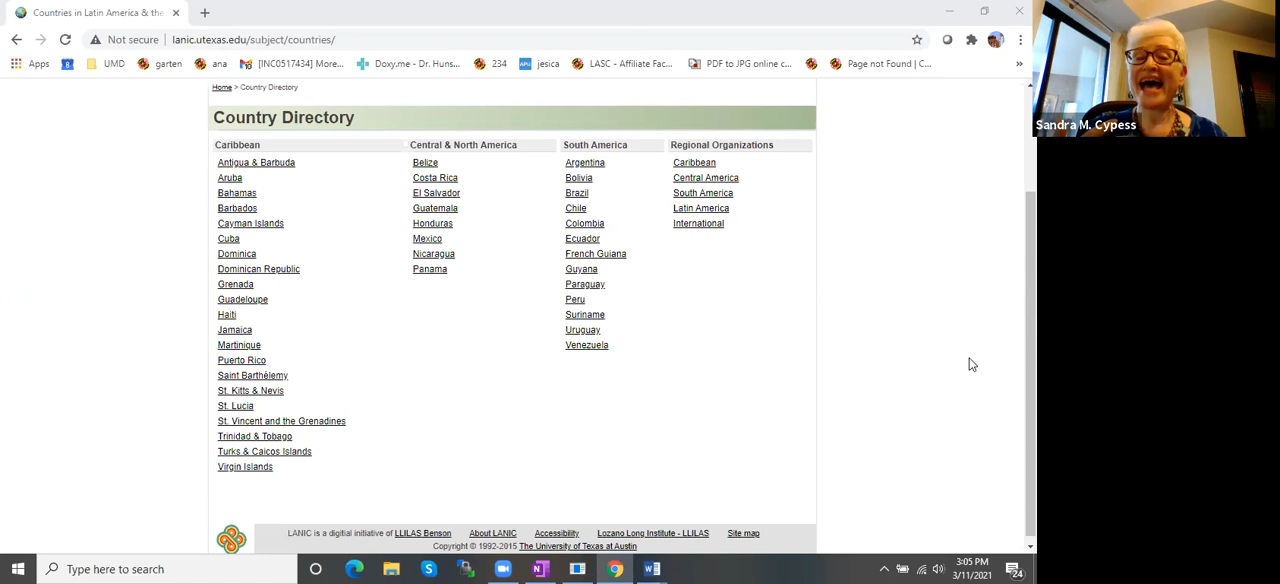 Countries in Latin America & the
Not secure
lanic.utexas.edu/subject/countries/
Apps
8
UMD
garten
ana
[INC0517434] More...
Doxy.me - Dr. Huns...
234
APU
jesica
LASC - Affiliate Fac...
PDF to JPG online c...
Page not Found | C...
»
Sandra M. Cypess
Home > Country Directory
Country Directory
Caribbean
Antigua & Barbuda
Aruba
Bahamas
Barbados
Cayman Islands
Cuba
Dominica
Dominican Republic
Grenada
Guadeloupe
Haiti
Jamaica
Martinique
Puerto Rico
Saint Barthèlemy
St. Kitts & Nevis
St. Lucia
St. Vincent and the Grenadines
Trinidad & Tobago
Turks & Caicos Islands
Virgin Islands
Central & North America
Belize
Costa Rica
El Salvador
Guatemala
Honduras
Mexico
Nicaragua
Panama
South America
Argentina
Bolivia
Brazil
Chile
Colombia
Ecuador
French Guiana
Guyana
Paraguay
Peru
Suriname
Uruguay
Venezuela
Regional Organizations
Caribbean
Central America
South America
Latin America
International
LANIC is a digitial initiative of LLILAS Benson About LANIC Accessibility Lozano Long Institute - LLILAS Site map
Copyright © 1992-2015 The University of Texas at Austin
Type here to search
3:05 PM
3/11/2021
24